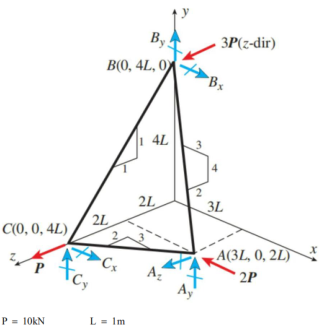 y
B_y
3P(z-dir)
B(0, 4L, 0)
B_x
1 4L 3
1 4
2
2L 3L
C(0, 0, 4L) 2L
2 3
z x
P C_x A_z A(3L, 0, 2L)
C_y A_y 2P
P = 10kN L = 1m